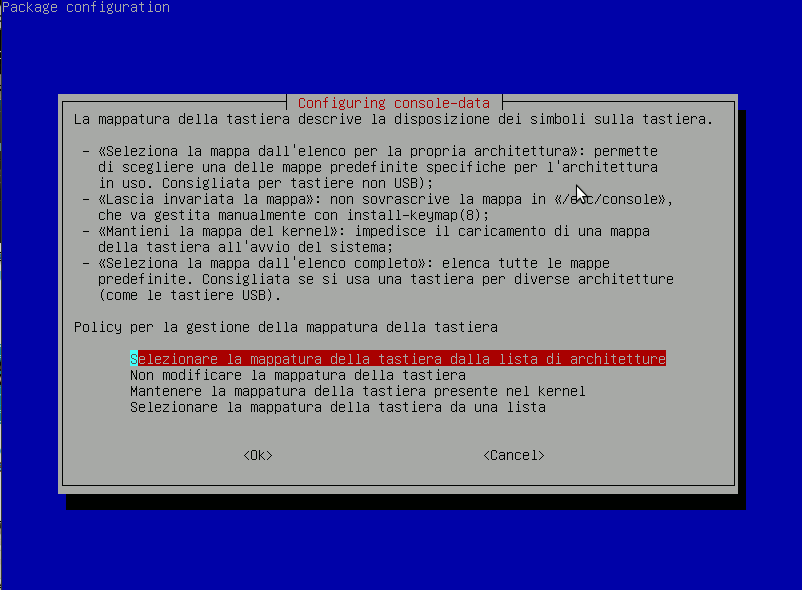 Package configuration
Configuring console-data
La mappatura della tastiera descrive la disposizione dei simboli sulla tastiera.
- «Seleziona la mappa dall'elenco per la propria architettura»: permette
di scegliere una delle mappe predefinite specifiche per l'architettura
in uso. Consigliata per tastiere non USB);
- «Lascia invariata la mappa»: non sovrascrive la mappa in «/etc/console»,
che va gestita manualmente con install-keymap(8);
- «Mantieni la mappa del kernel»: impedisce il caricamento di una mappa
della tastiera all'avvio del sistema;
- «Seleziona la mappa dall'elenco completo»: elenca tutte le mappe
predefinite. Consigliata se si usa una tastiera per diverse architetture
(come le tastiere USB).
Policy per la gestione della mappatura della tastiera
Selezionare la mappatura della tastiera dalla lista di architetture
Non modificare la mappatura della tastiera
Mantenere la mappatura della tastiera presente nel kernel
Selezionare la mappatura della tastiera da una lista
<Ok> <Cancel>